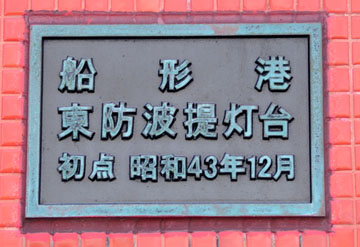 船形港
東防波提灯台
初点 昭和43年12月